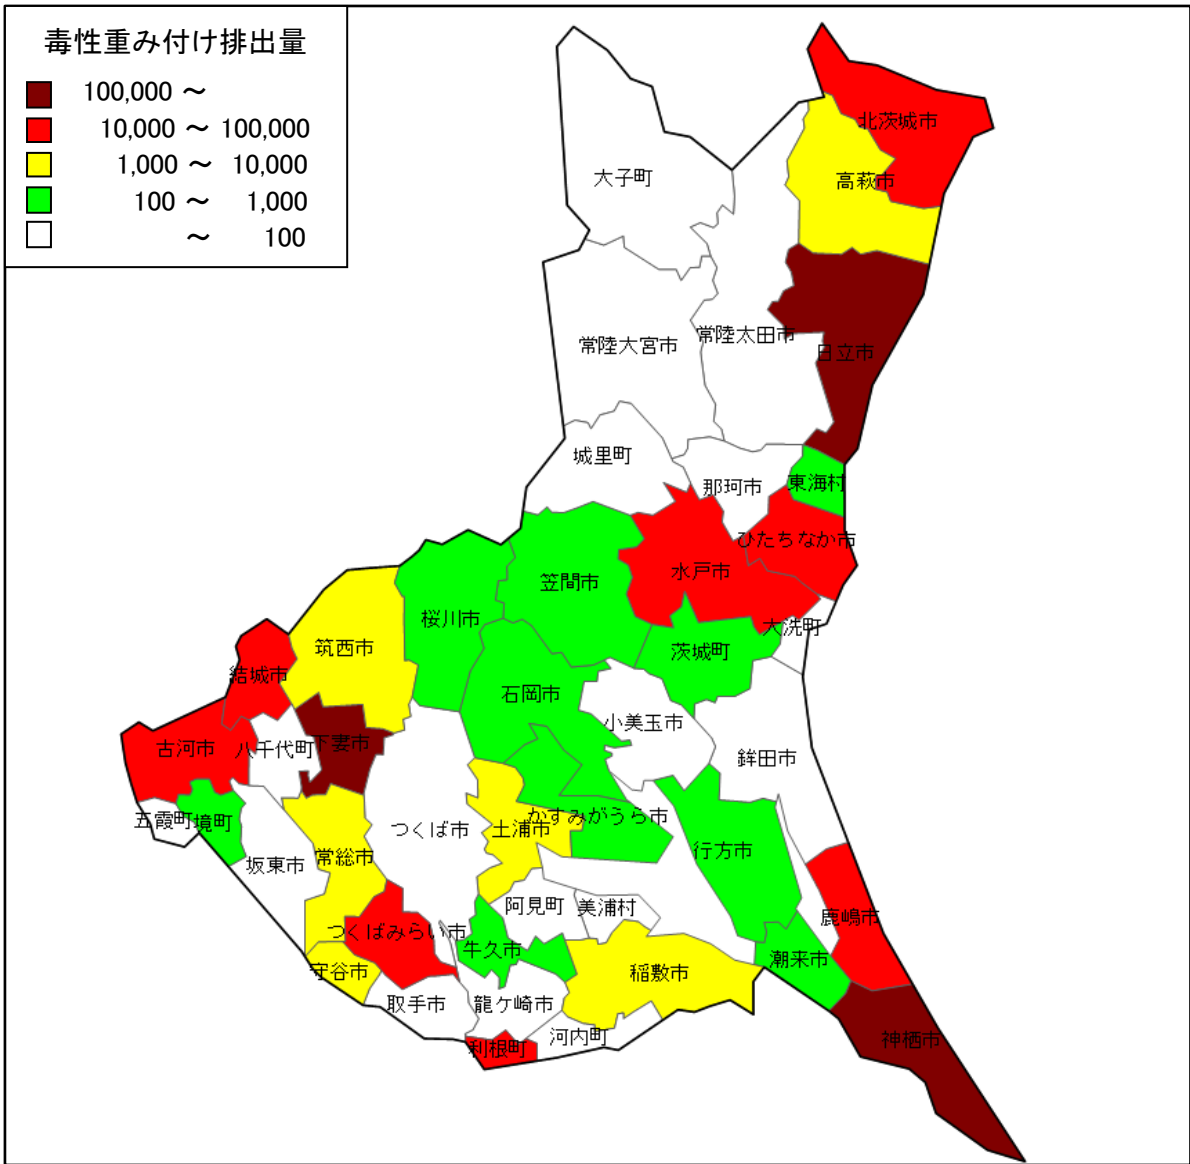 毒性重み付け排出量
100,000 ～
10,000 ～ 100,000
1,000 ～ 10,000
100 ～ 1,000
～ 100
北茨城市
大子町
高萩市
常陸太田市
常陸大宮市
日立市
城里町
那珂市
東海村
ひたちなか市
水戸市
笠間市
桜川市
大洗町
筑西市
茨城町
結城市
石岡市
小美玉市
古河市
八千代町
下妻市
鉾田市
五霞町
境町
つくば市
土浦市
かすみがうら市
行方市
常総市
坂東市
阿見町
美浦村
鹿嶋市
つくばみらい市
牛久市
潮来市
守谷市
稲敷市
取手市
龍ケ崎市
河内町
利根町
神栖市